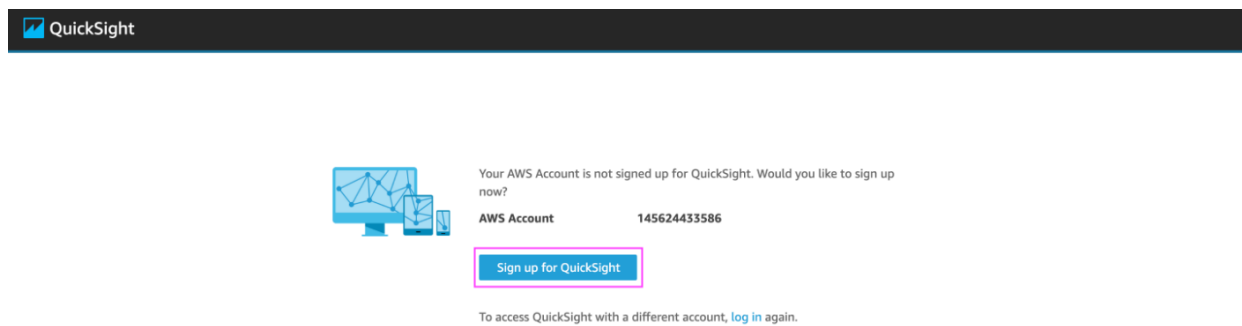 QuickSight
Your AWS Account is not signed up for QuickSight. Would you like to sign up
now?
AWS Account 145624433586
Sign up for QuickSight
To access QuickSight with a different account, log in again.